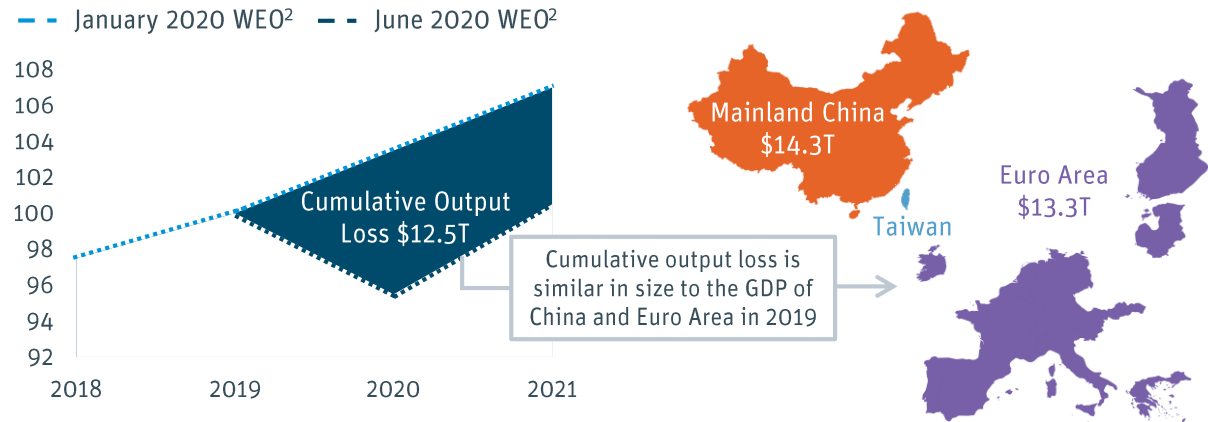 January 2020 WEO²
June 2020 WEO²
108
106
104
102
100
98
96
94
92
2018
2019
2020
2021
Cumulative Output
Loss $12.5T
Cumulative output loss is
similar in size to the GDP of
China and Euro Area in 2019
Mainland China
$14.3T
Taiwan
Euro Area
$13.3T